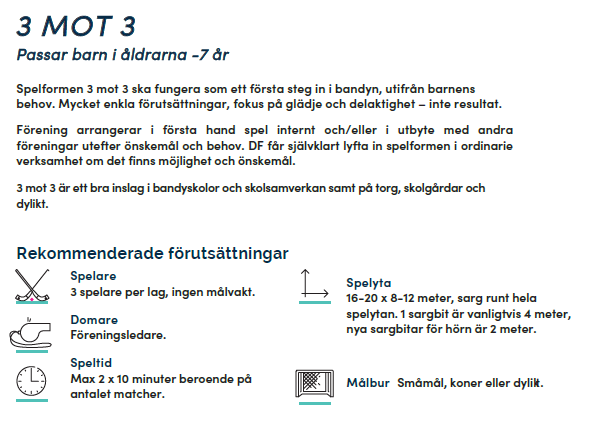 3 MOT 3
Passar barn i åldrarna -7 år
Spelformen 3 mot 3 ska fungera som ett första steg in i bandyn, utifrån barnens
behov. Mycket enkla förutsättningar, fokus på glädje och delaktighet – inte resultat.
Förening arrangerar i första hand spel internt och/eller i utbyte med andra
föreningar utefter önskemål och behov. DF får självklart lyfta in spelformen i ordinarie
verksamhet om det finns möjlighet och önskemål.
3 mot 3 är ett bra inslag i bandyskolor och skolsamverkan samt på torg, skolgårdar och
dylikt.
Rekommenderade förutsättningar
Spelare
3 spelare per lag, ingen målvakt.
Domare
Föreningsledare.
Speltid
Max 2 x 10 minuter beroende på
antalet matcher.
Spelyta
16-20 x 8-12 meter, sarg runt hela
spelytan. 1 sargbit är vanligtvis 4 meter,
nya sargbitar för hörn är 2 meter.
Målbur Småmål, koner eller dylikt.